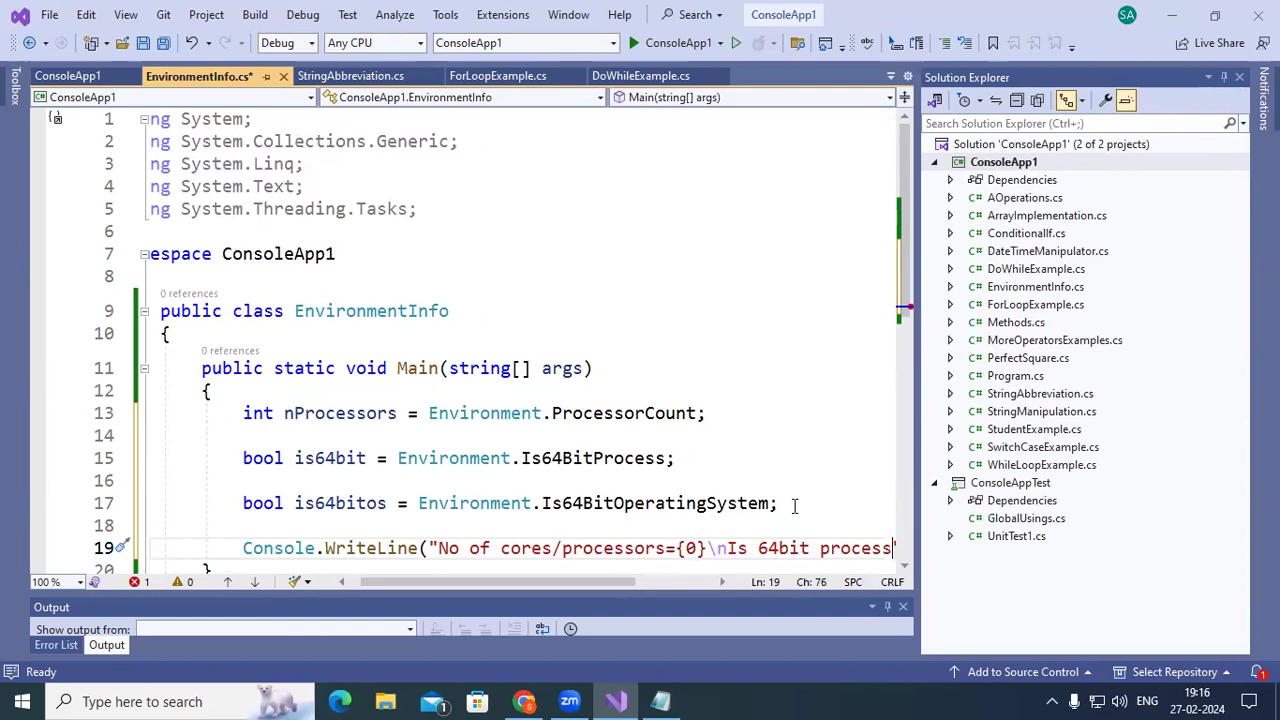 File Edit View Git Project Build Debug Test Analyze Tools Extensions Window Help Search ConsoleApp1 SA
Debug Any CPU ConsoleApp1 ConsoleApp1 Live Share
ConsoleApp1 EnvironmentInfo.cs* StringAbbreviation.cs ForLoopExample.cs DoWhileExample.cs
ConsoleApp1 ConsoleApp1.EnvironmentInfo Main(string[] args)
Toolbox
1 ng System;
2 ng System.Collections.Generic;
3 ng System.Linq;
4 ng System.Text;
5 ng System.Threading.Tasks;
6
7 espace ConsoleApp1
8
0 references
9 public class EnvironmentInfo
10 {
0 references
11 public static void Main(string[] args)
12 {
13 int nProcessors = Environment.ProcessorCount;
14
15 bool is64bit = Environment.Is64BitProcess;
16
17 bool is64bitos = Environment.Is64BitOperatingSystem;
18
19 Console.WriteLine("No of cores/processors={0}\nIs 64bit process"
}
100 % 1 0 Ln: 19 Ch: 76 SPC CRLF
Output
Show output from:
Error List Output
Solution Explorer
Search Solution Explorer (Ctrl+;)
Solution 'ConsoleApp1' (2 of 2 projects)
ConsoleApp1
Dependencies
C# AOperations.cs
C# ArrayImplementation.cs
C# ConditionalIf.cs
C# DateTimeManipulator.cs
C# DoWhileExample.cs
C# EnvironmentInfo.cs
C# ForLoopExample.cs
C# Methods.cs
C# MoreOperatorsExamples.cs
C# PerfectSquare.cs
C# Program.cs
C# StringAbbreviation.cs
C# StringManipulation.cs
C# StudentExample.cs
C# SwitchCaseExample.cs
C# WhileLoopExample.cs
ConsoleAppTest
Dependencies
C# GlobalUsings.cs
C# UnitTest1.cs
Notifications
Ready Add to Source Control Select Repository 1
Type here to search ENG 19:16
27-02-2024